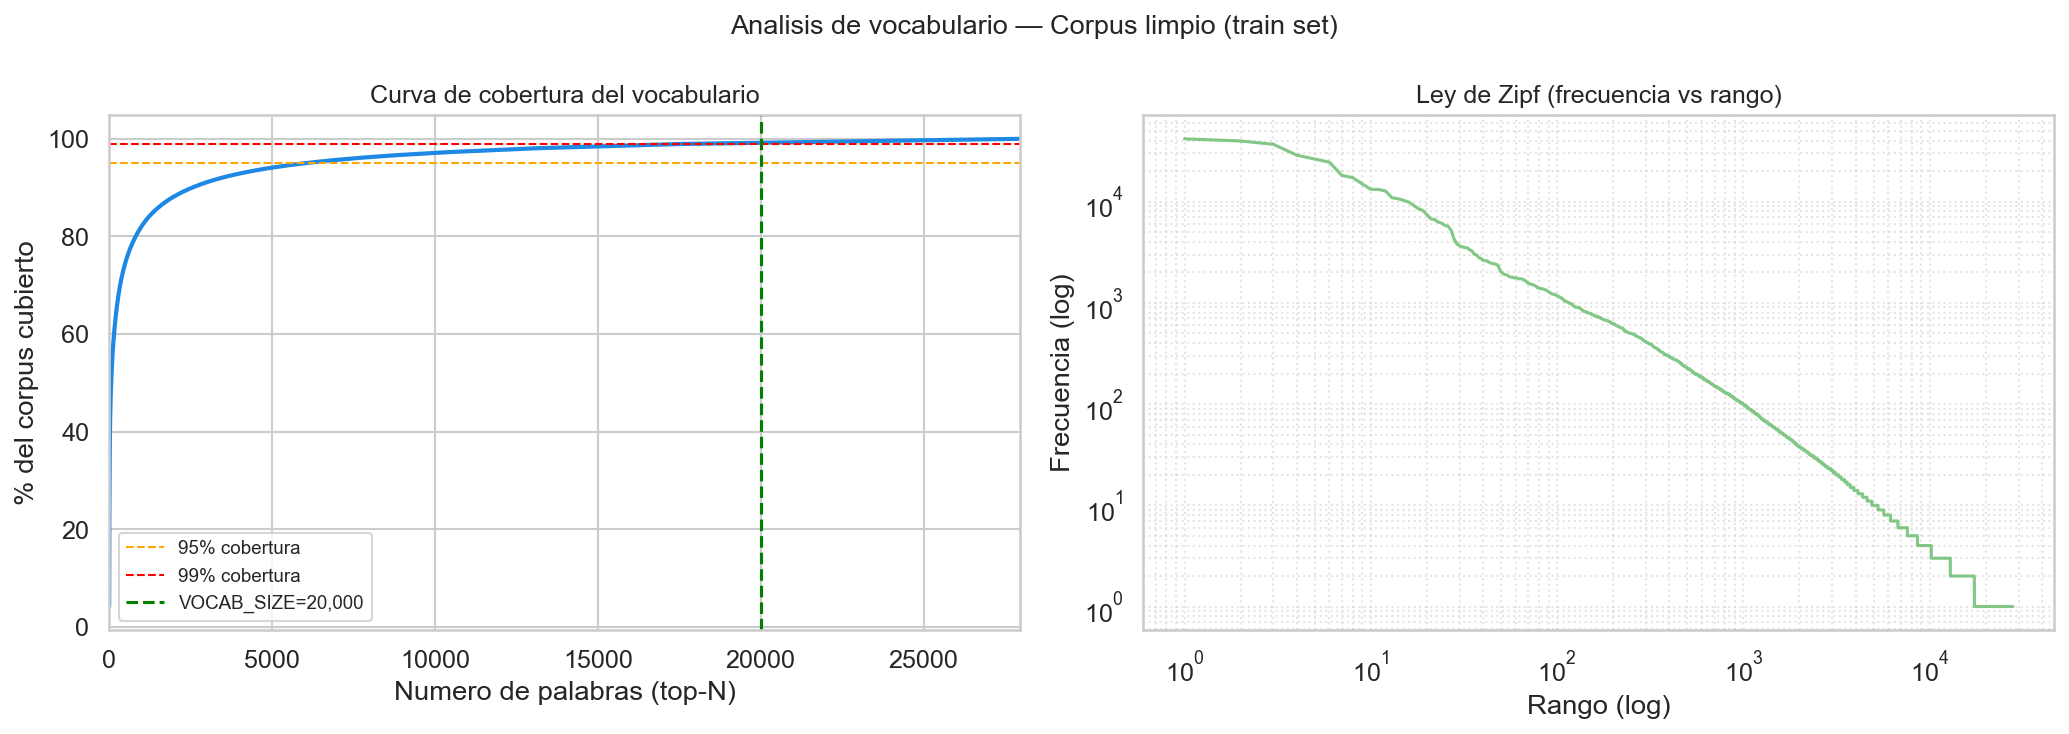 Analisis de vocabulario — Corpus limpio (train set)
Curva de cobertura del vocabulario
% del corpus cubierto
100
80
60
40
20
0
95% cobertura
99% cobertura
VOCAB_SIZE=20,000
0 5000 10000 15000 20000 25000
Numero de palabras (top-N)
Ley de Zipf (frecuencia vs rango)
Frecuencia (log)
10^4
10^3
10^2
10^1
10^0
10^0 10^1 10^2 10^3 10^4
Rango (log)